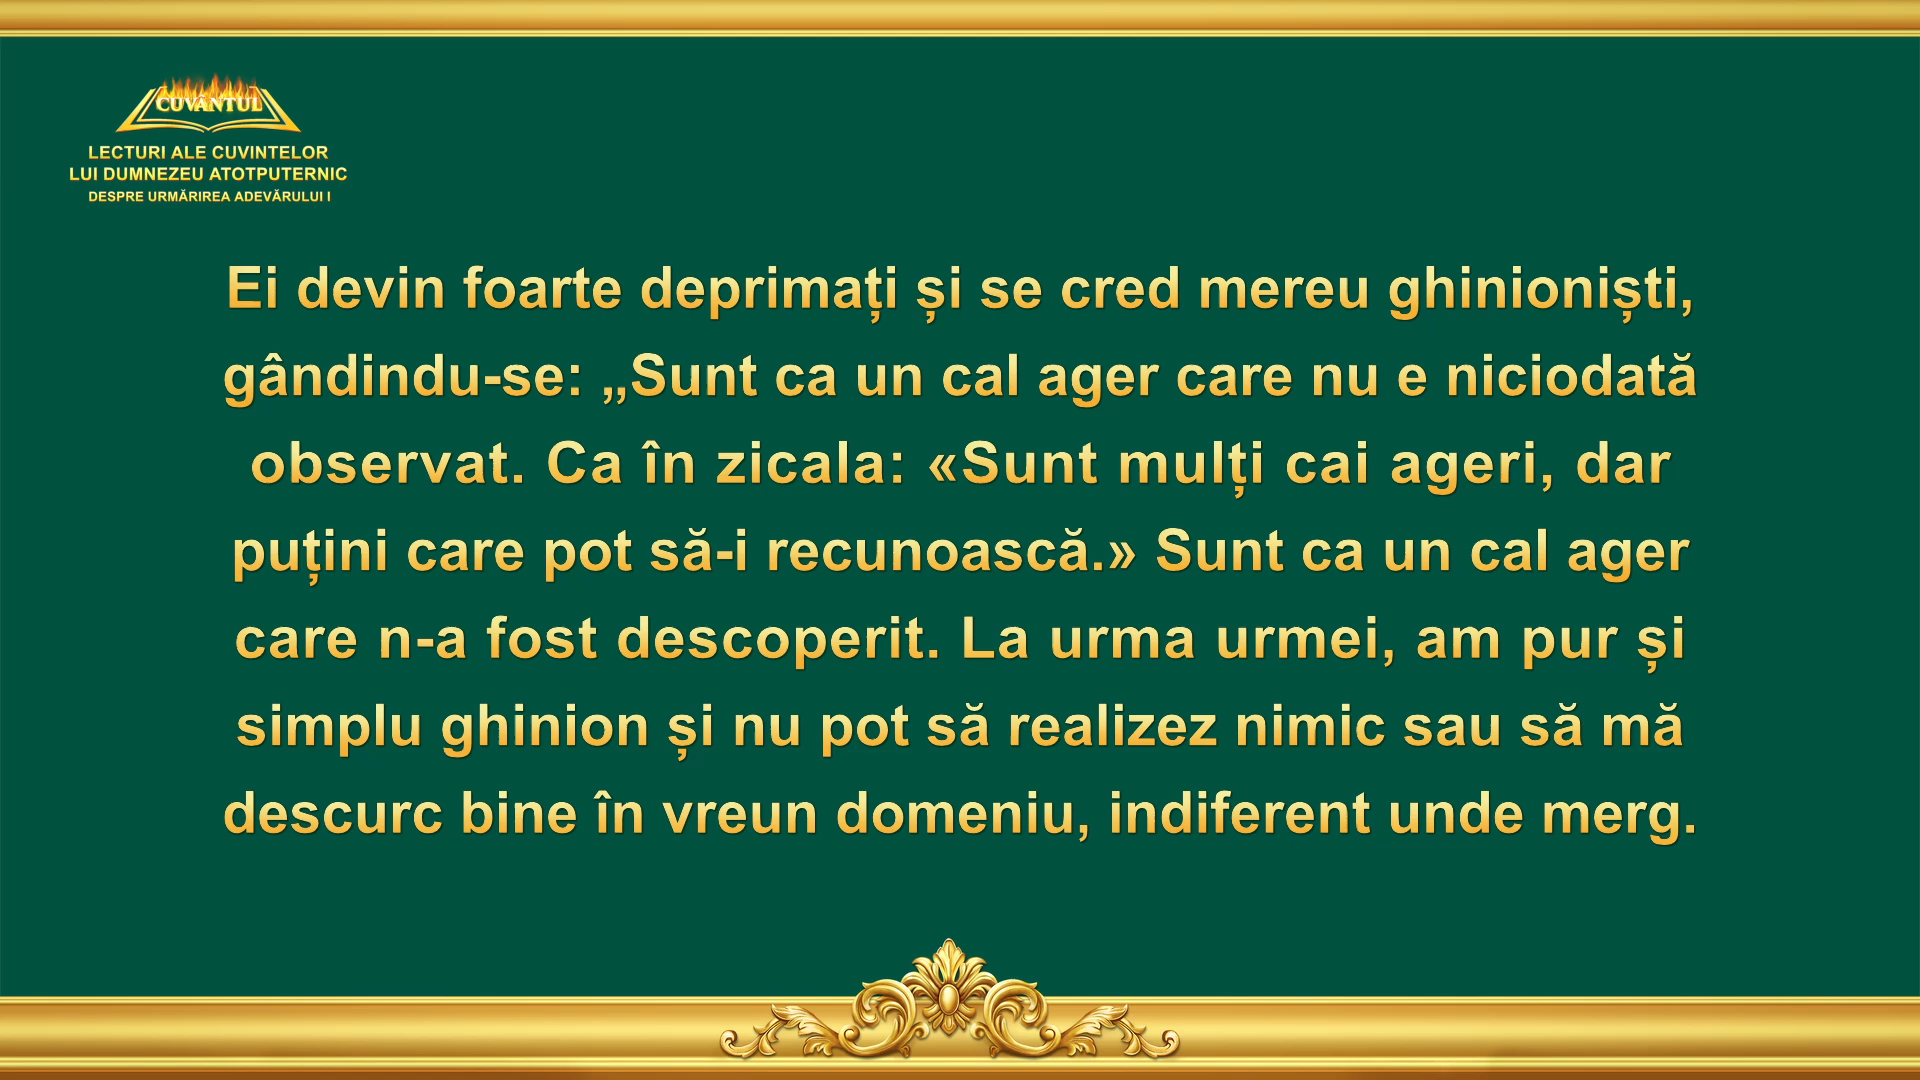 CUVÂNTUL
LECTURI ALE CUVINTELOR
LUI DUMNEZEU ATOTPUTERNIC
DESPRE URMĂRIREA ADEVĂRULUI I
Ei devin foarte deprimați și se cred mereu ghinioniști,
gândindu-se: „Sunt ca un cal ager care nu e niciodată
observat. Ca în zicala: «Sunt mulți cai ageri, dar
puțini care pot să-i recunoască.» Sunt ca un cal ager
care n-a fost descoperit. La urma urmei, am pur și
simplu ghinion și nu pot să realizez nimic sau să mă
descurc bine în vreun domeniu, indiferent unde merg.